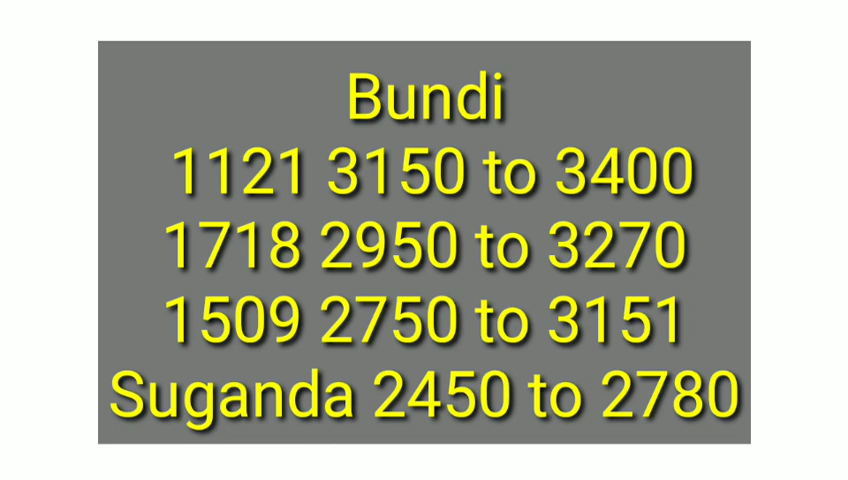 Bundi
1121 3150 to 3400
1718 2950 to 3270
1509 2750 to 3151
Suganda 2450 to 2780